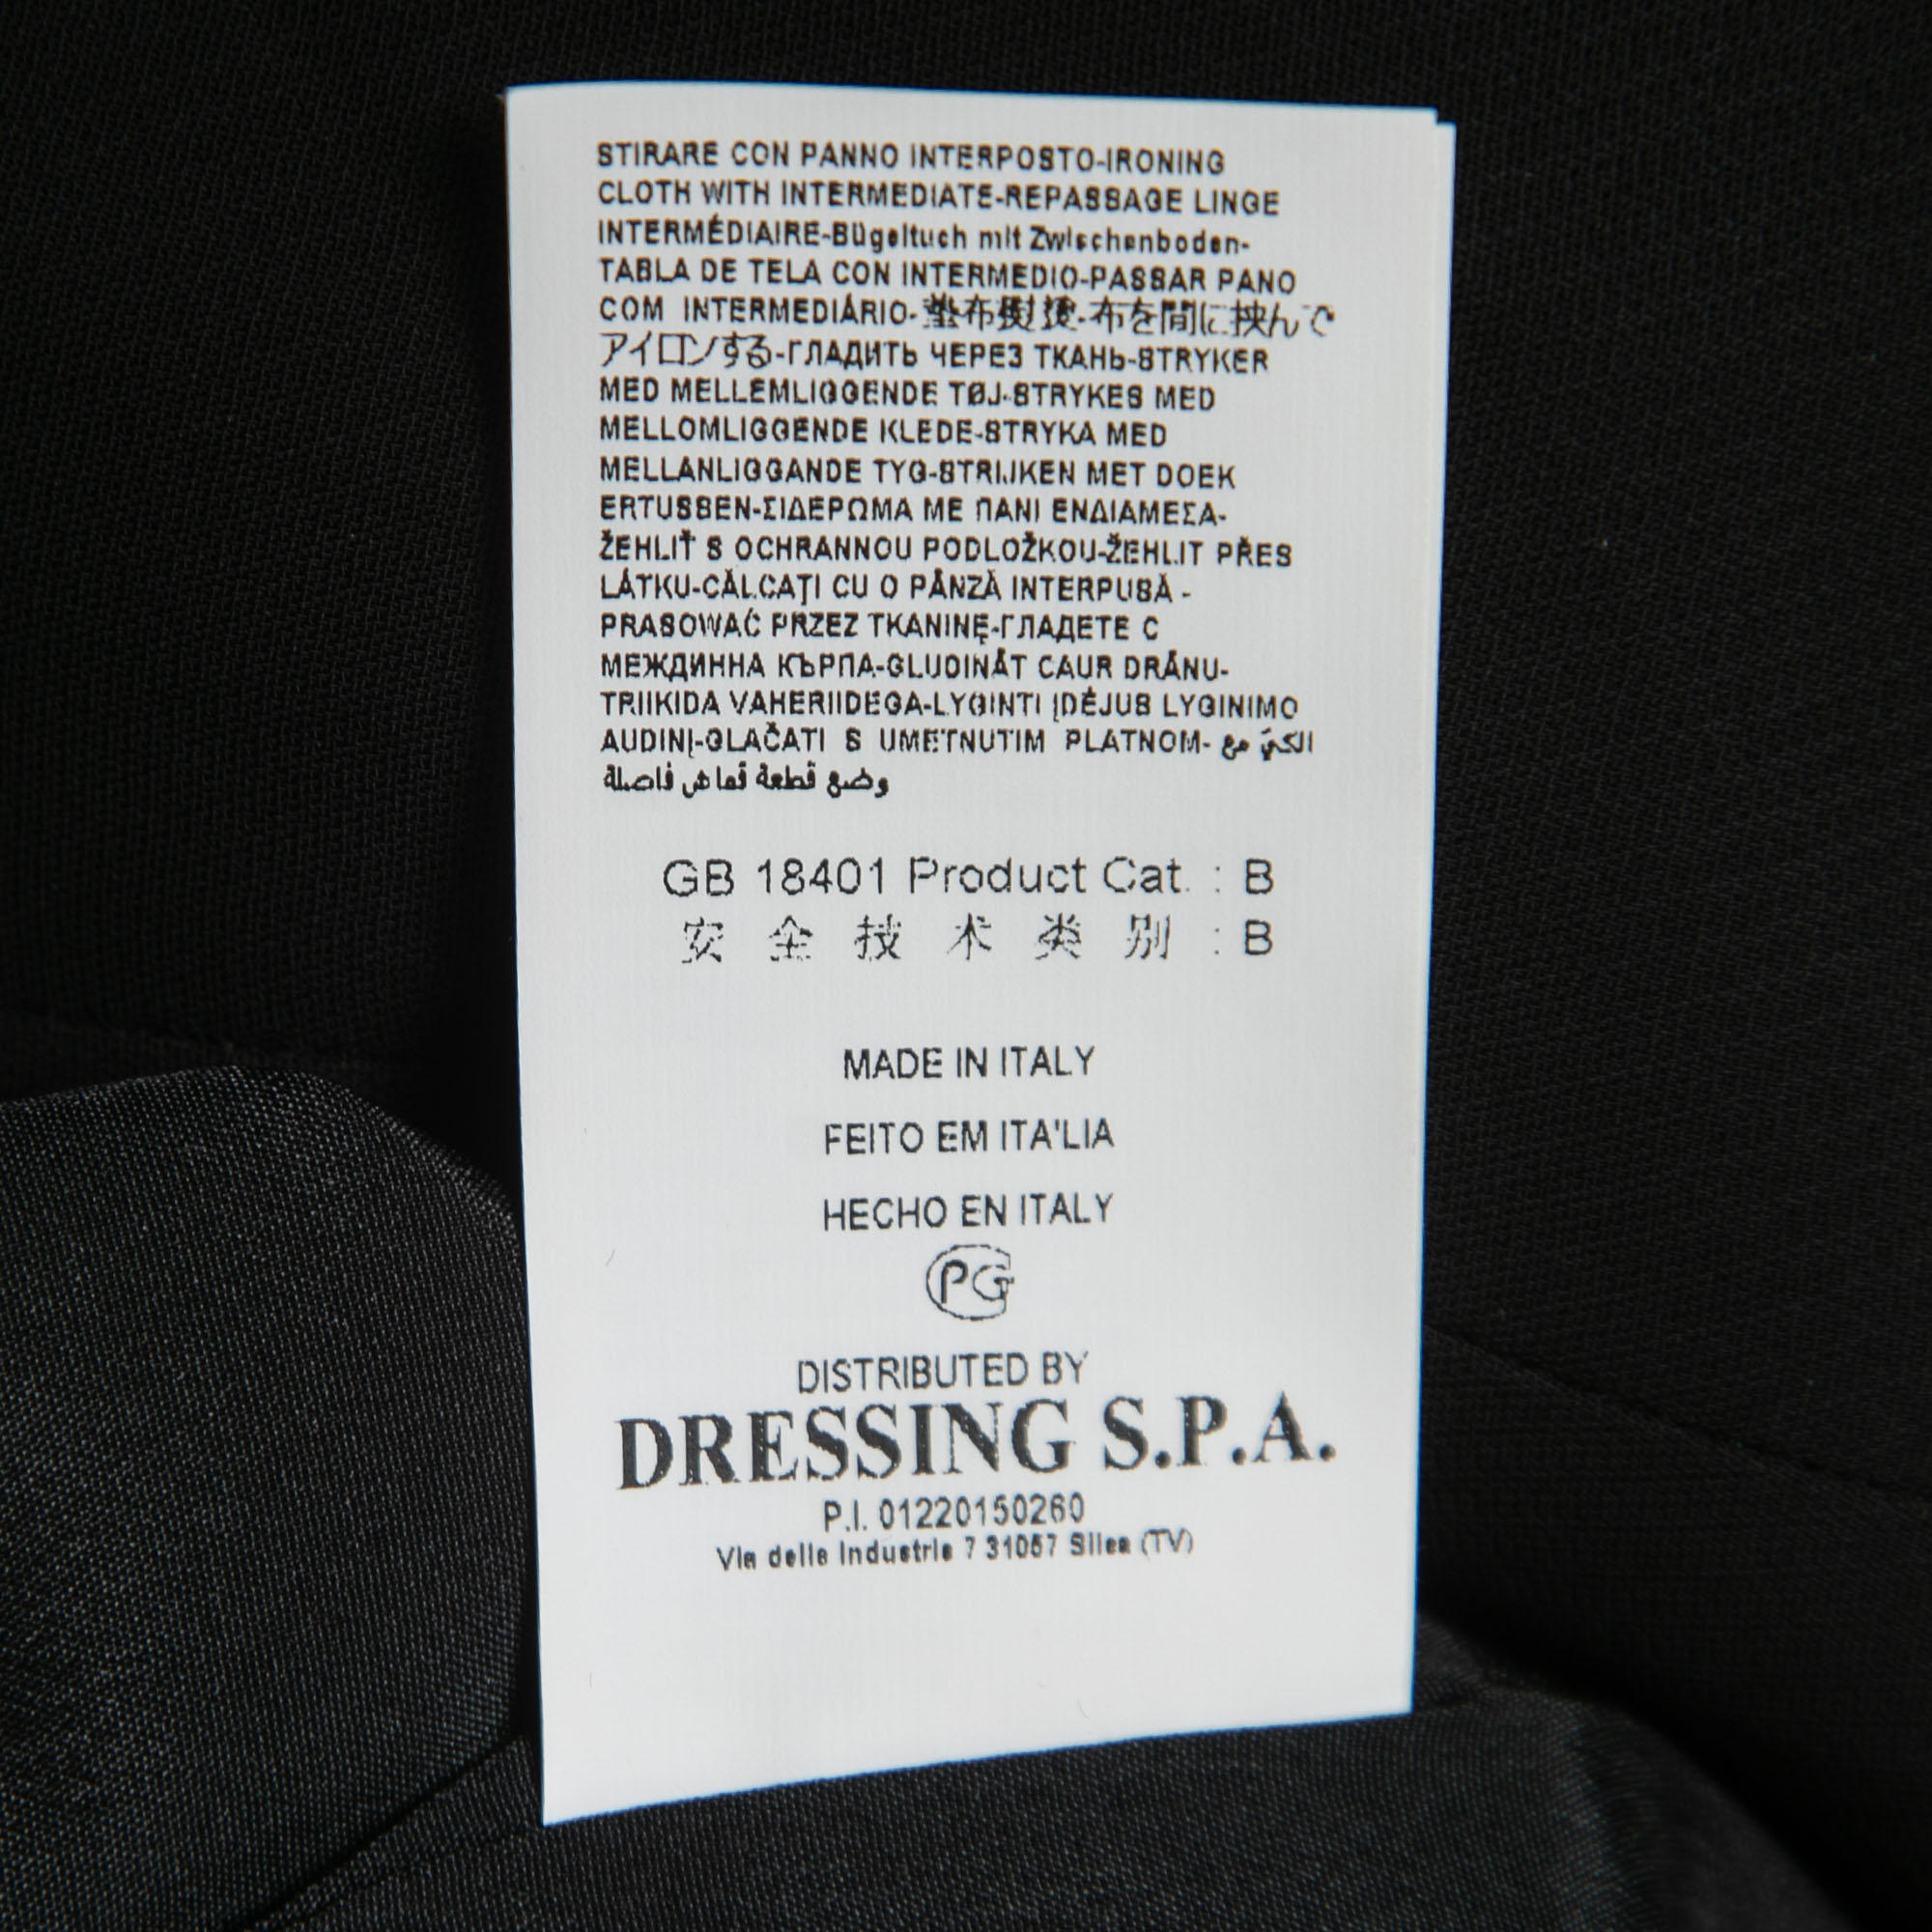 STIRARE CON PANNO INTERPOSTO-IRONING
CLOTH WITH INTERMEDIATE-REPASSAGE LINGE
INTERMÉDIAIRE-Bügeltuch mit Zwischenboden-
TABLA DE TELA CON INTERMEDIO-PASSAR PANO
COM INTERMEDIÁRIO-垫布熨烫-布を間に挟んで
アイロンする-ГЛАДИТЬ ЧЕРЕЗ ТКАНЬ-STRYKER
MED MELLEMLIGGENDE TØJ-STRYKES MED
MELLOMLIGGENDE KLEDE-STRYKA MED
MELLANLIGGANDE TYG-STRIJKEN MET DOEK
ERTUSSEN-ΣΙΔΕΡΩΜΑ ΜΕ ΠΑΝΙ ΕΝΔΙΑΜΕΣΑ-
ŽEHLIŤ S OCHRANNOU PODLOŽKOU-ŽEHLIT PŘES
LÁTKU-CĂLCAŢI CU O PÂNZĂ INTERPUSĂ -
PRASOWAĆ PRZEZ TKANINĘ-ГЛАДЕТЕ С
МЕЖДИННА КЪРПА-GLUDINĀT CAUR DRĀNU-
TRIIKIDA VAHERIIDEGA-LYGINTI ĮDĖJUS LYGINIMO
AUDINĮ-GLAČATI S UMETNUTIM PLATNOM- الكيّ مع
وضع قطعة قماش فاصلة
GB 18401 Product Cat. : B
安 全 技 术 类 别 : B
MADE IN ITALY
FEITO EM ITA'LIA
HECHO EN ITALY
PG
DISTRIBUTED BY
DRESSING S.P.A.
P.I. 01220150260
Via delle Industrie 7 31057 Silea (TV)